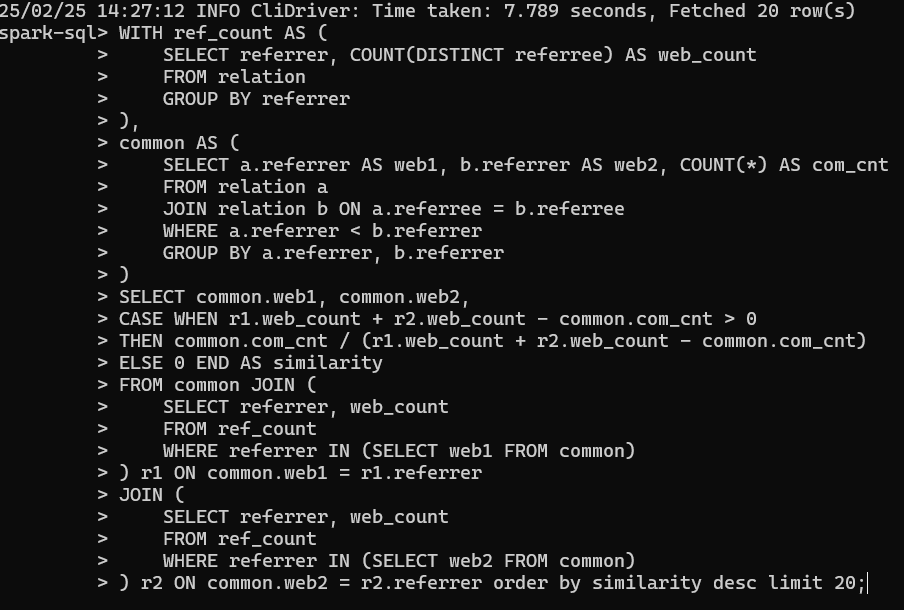 25/02/25 14:27:12 INFO CliDriver: Time taken: 7.789 seconds, Fetched 20 row(s)
spark-sql> WITH ref_count AS (
         >     SELECT referrer, COUNT(DISTINCT referree) AS web_count
         >     FROM relation
         >     GROUP BY referrer
         > ),
         > common AS (
         >     SELECT a.referrer AS web1, b.referrer AS web2, COUNT(*) AS com_cnt
         >     FROM relation a
         >     JOIN relation b ON a.referree = b.referree
         >     WHERE a.referrer < b.referrer
         >     GROUP BY a.referrer, b.referrer
         > )
         > SELECT common.web1, common.web2,
         > CASE WHEN r1.web_count + r2.web_count - common.com_cnt > 0
         > THEN common.com_cnt / (r1.web_count + r2.web_count - common.com_cnt)
         > ELSE 0 END AS similarity
         > FROM common JOIN (
         >     SELECT referrer, web_count
         >     FROM ref_count
         >     WHERE referrer IN (SELECT web1 FROM common)
         > ) r1 ON common.web1 = r1.referrer
         > JOIN (
         >     SELECT referrer, web_count
         >     FROM ref_count
         >     WHERE referrer IN (SELECT web2 FROM common)
         > ) r2 ON common.web2 = r2.referrer order by similarity desc limit 20;